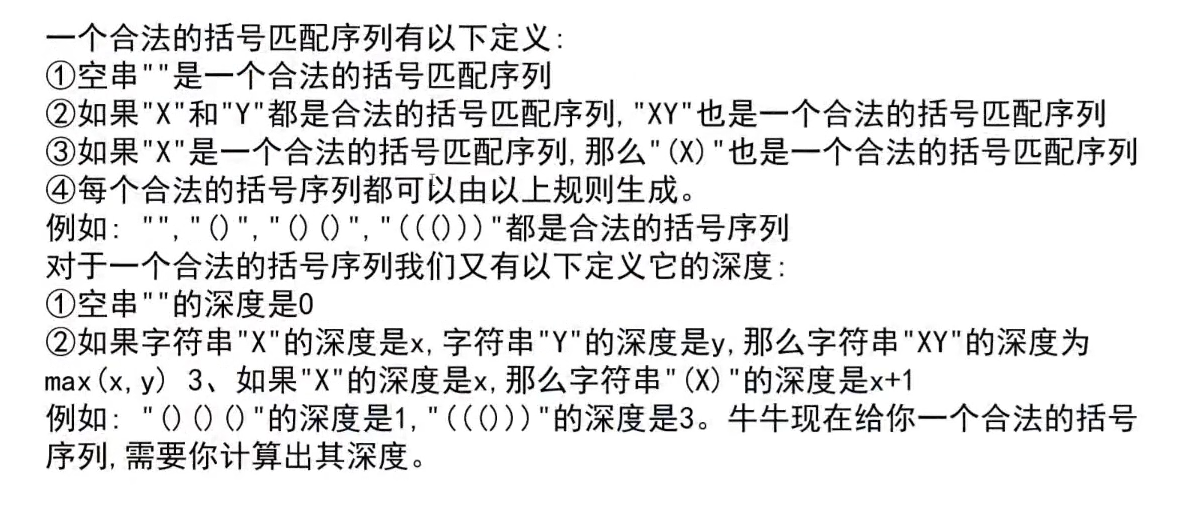 一个合法的括号匹配序列有以下定义:
①空串""是一个合法的括号匹配序列
②如果"X"和"Y"都是合法的括号匹配序列,"XY"也是一个合法的括号匹配序列
③如果"X"是一个合法的括号匹配序列,那么"(X)"也是一个合法的括号匹配序列
④每个合法的括号序列都可以由以上规则生成。
例如: "","()","()()","((()))"都是合法的括号序列
对于一个合法的括号序列我们又有以下定义它的深度:
①空串""的深度是0
②如果字符串"X"的深度是x,字符串"Y"的深度是y,那么字符串"XY"的深度为
max(x,y) 3、如果"X"的深度是x,那么字符串"(X)"的深度是x+1
例如: "()()()"的深度是1,"((()))"的深度是3。牛牛现在给你一个合法的括号
序列,需要你计算出其深度。